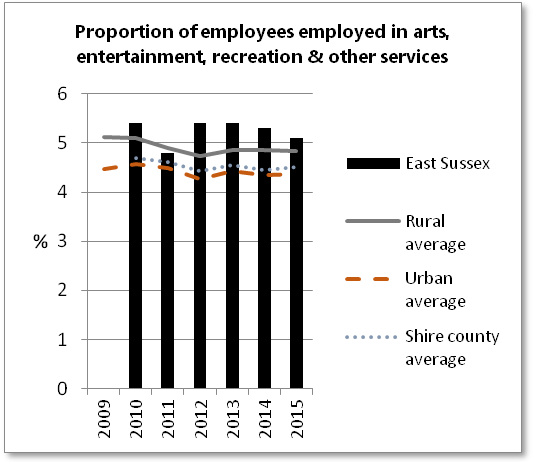 Proportion of employees employed in arts,
entertainment, recreation & other services
6
5
4
3
2
1
0
%
2009
2010
2011
2012
2013
2014
2015
East Sussex
Rural
average
Urban
average
Shire county
average